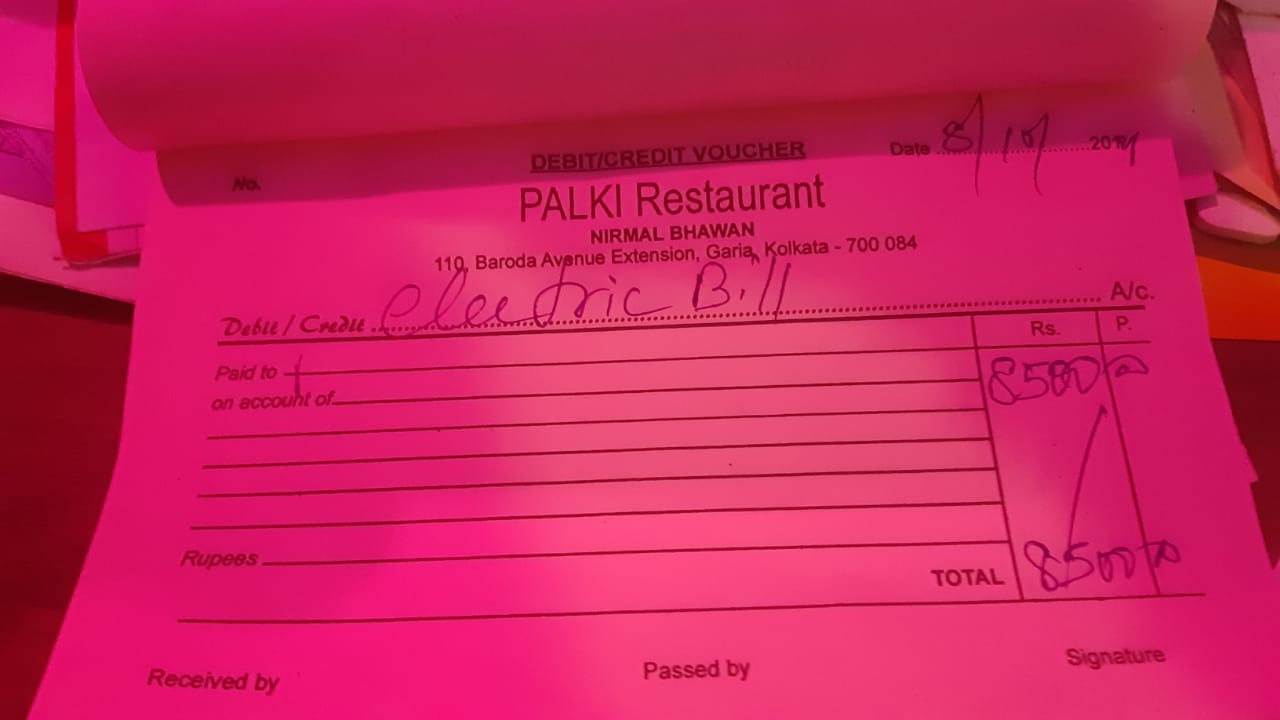 DEBIT/CREDIT VOUCHER
No.
Date 8/10/
PALKI Restaurant
NIRMAL BHAWAN
110, Baroda Avenue Extension, Garia, Kolkata - 700 084
Debit / Credit electric Bill A/c.
Rs. P.
Paid to
8500 00
on account of
Rupees
TOTAL 8500 00
Received by Passed by Signature